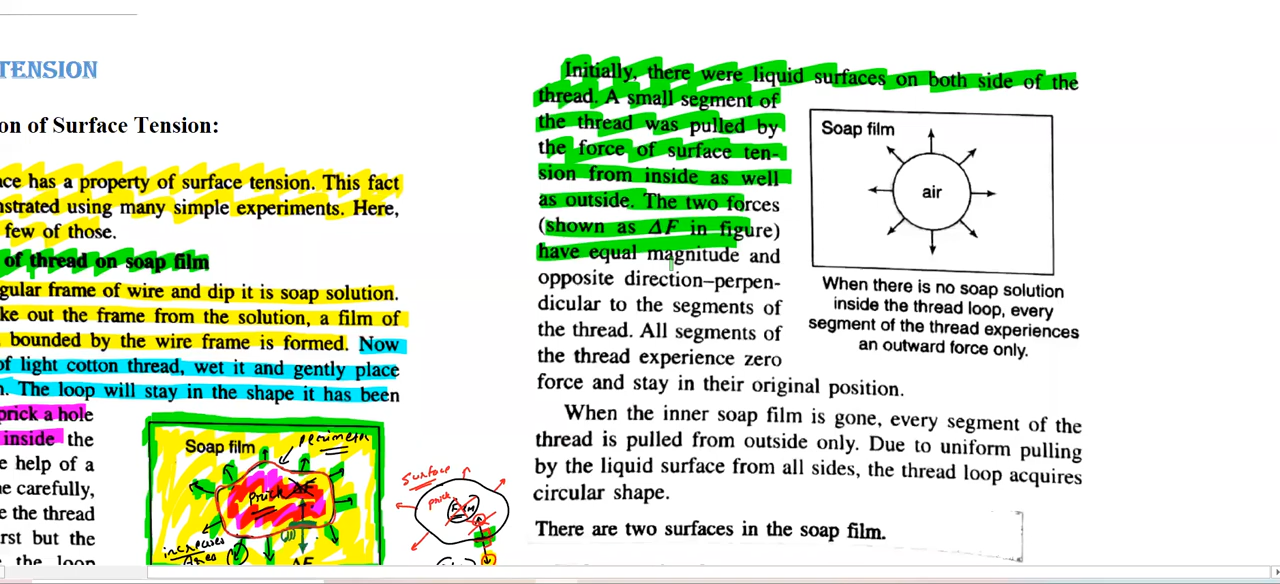 TENSION
on of Surface Tension:
ce has a property of surface tension. This fact
nstrated using many simple experiments. Here,
few of those.
of thread on soap film
gular frame of wire and dip it is soap solution.
ke out the frame from the solution, a film of
bounded by the wire frame is formed. Now
of light cotton thread, wet it and gently place
. The loop will stay in the shape it has been
prick a hole
inside the
e help of a
e carefully,
e the thread
rst but the
the loop
Soap film
perimeter
prick
increases
Area
ΔF
Surface
prick
Initially, there were liquid surfaces on both side of the
thread. A small segment of
the thread was pulled by
the force of surface ten-
sion from inside as well
as outside. The two forces
(shown as ΔF in figure)
have equal magnitude and
opposite direction–perpen-
dicular to the segments of
the thread. All segments of
the thread experience zero
force and stay in their original position.
Soap film
air
When there is no soap solution
inside the thread loop, every
segment of the thread experiences
an outward force only.
When the inner soap film is gone, every segment of the
thread is pulled from outside only. Due to uniform pulling
by the liquid surface from all sides, the thread loop acquires
circular shape.
There are two surfaces in the soap film.